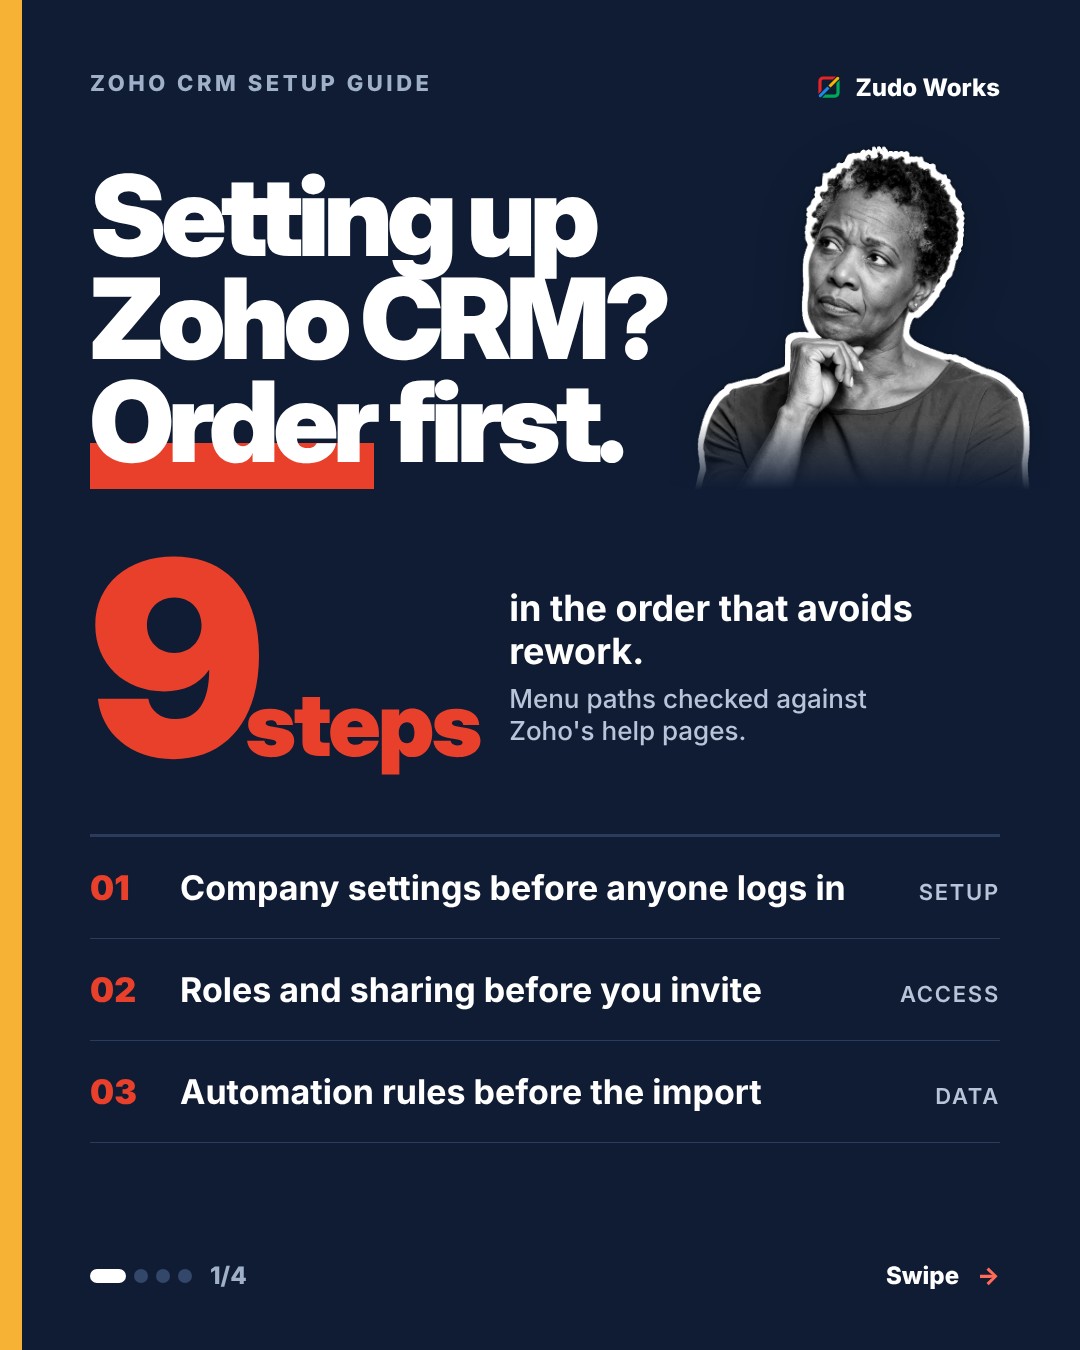 ZOHO CRM SETUP GUIDE
Zudo Works
Setting up
Zoho CRM?
Order first.
9 steps
in the order that avoids
rework.
Menu paths checked against
Zoho's help pages.
01 Company settings before anyone logs in SETUP
02 Roles and sharing before you invite ACCESS
03 Automation rules before the import DATA
1/4
Swipe →